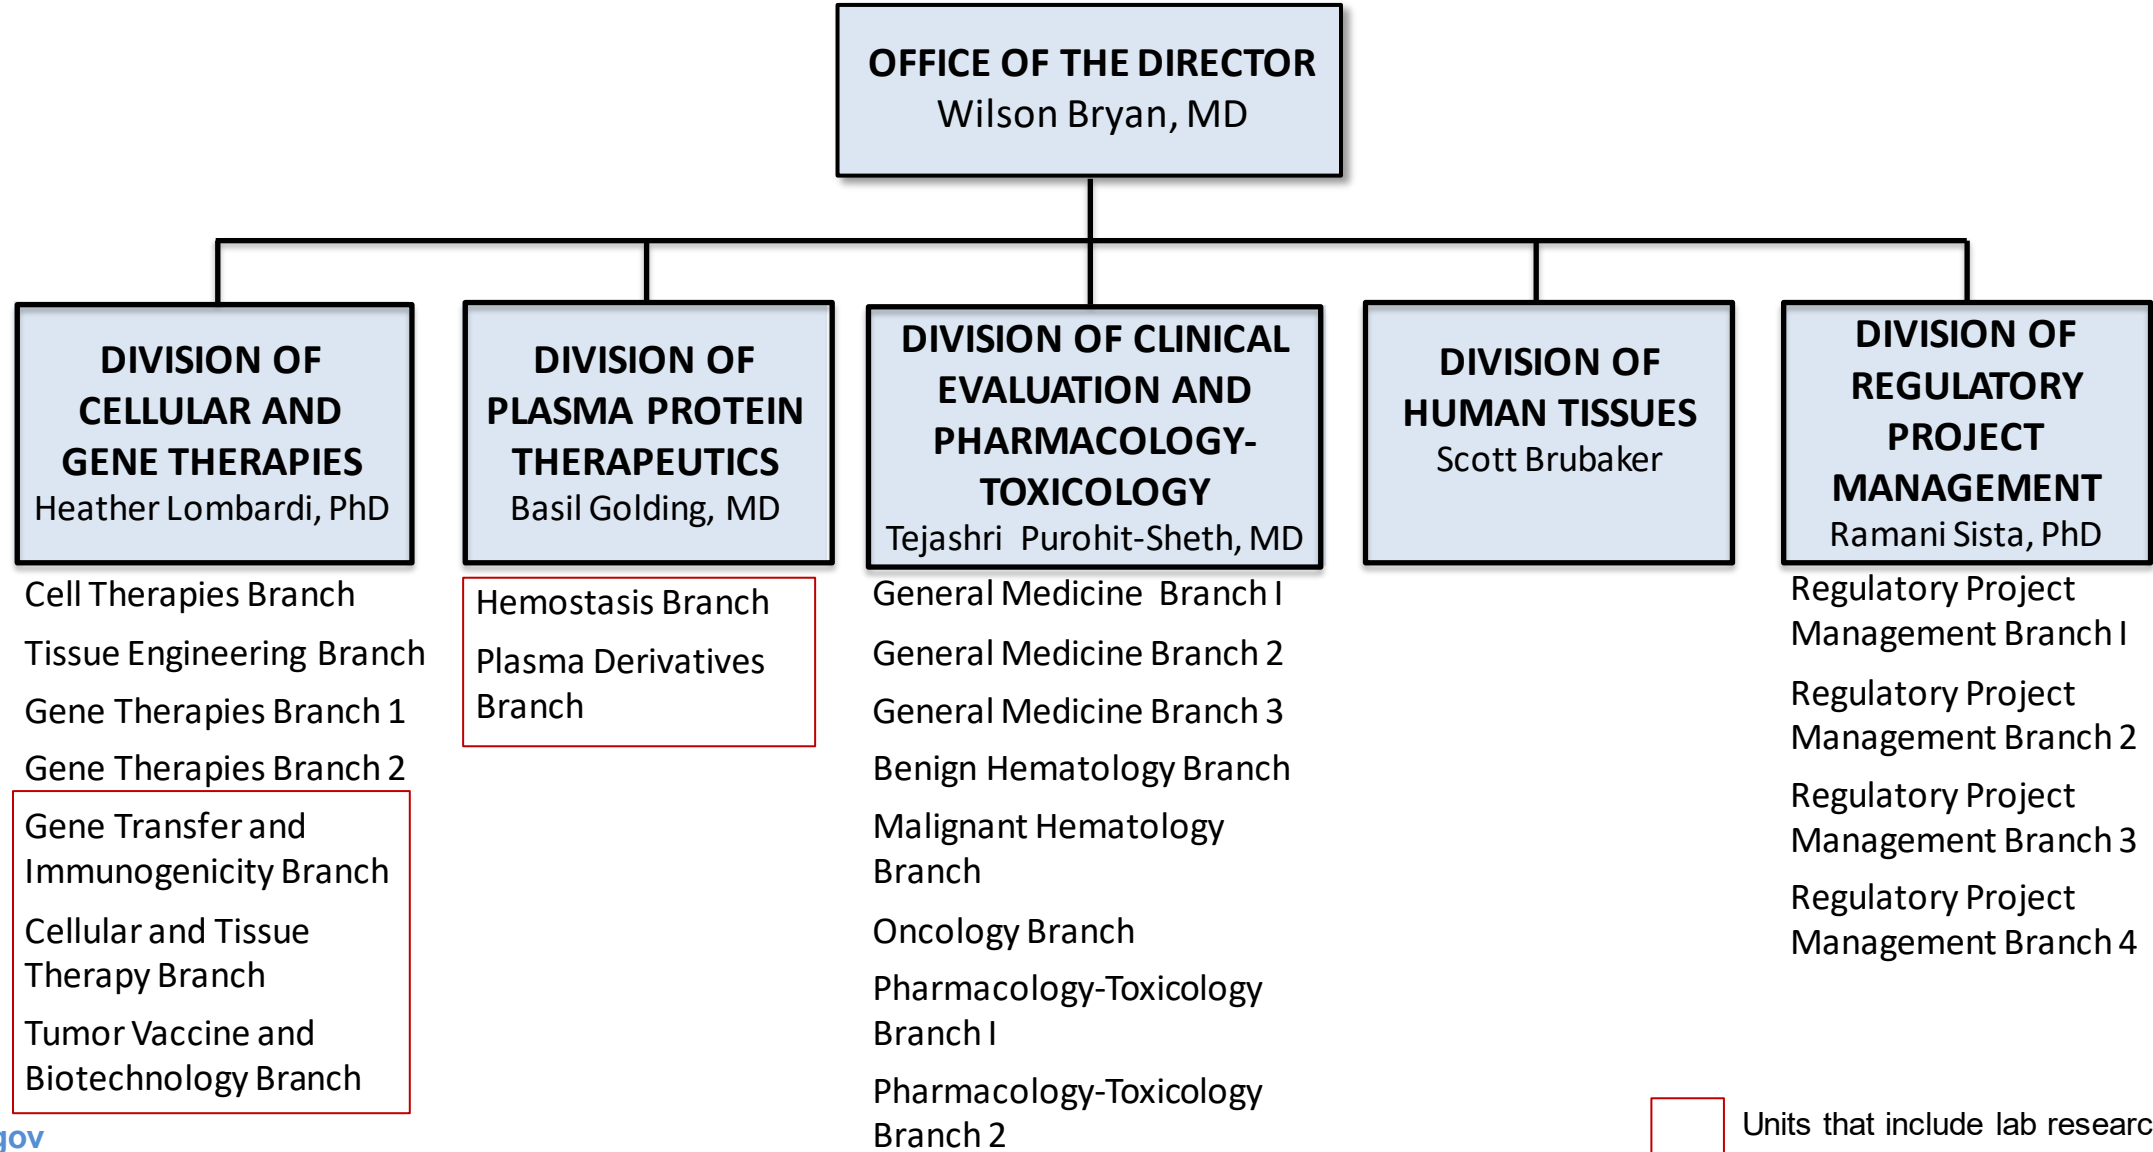 OFFICE OF THE DIRECTOR
Wilson Bryan, MD
DIVISION OF
CELLULAR AND
GENE THERAPIES
Heather Lombardi, PhD
Cell Therapies Branch
Tissue Engineering Branch
Gene Therapies Branch 1
Gene Therapies Branch 2
Gene Transfer and
Immunogenicity Branch
Cellular and Tissue
Therapy Branch
Tumor Vaccine and
Biotechnology Branch
DIVISION OF
PLASMA PROTEIN
THERAPEUTICS
Basil Golding, MD
Hemostasis Branch
Plasma Derivatives
Branch
DIVISION OF CLINICAL
EVALUATION AND
PHARMACOLOGY-
TOXICOLOGY
Tejashri Purohit-Sheth, MD
General Medicine Branch I
General Medicine Branch 2
General Medicine Branch 3
Benign Hematology Branch
Malignant Hematology
Branch
Oncology Branch
Pharmacology-Toxicology
Branch I
Pharmacology-Toxicology
Branch 2
DIVISION OF
HUMAN TISSUES
Scott Brubaker
DIVISION OF
REGULATORY
PROJECT
MANAGEMENT
Ramani Sista, PhD
Regulatory Project
Management Branch I
Regulatory Project
Management Branch 2
Regulatory Project
Management Branch 3
Regulatory Project
Management Branch 4
gov
Units that include lab researc